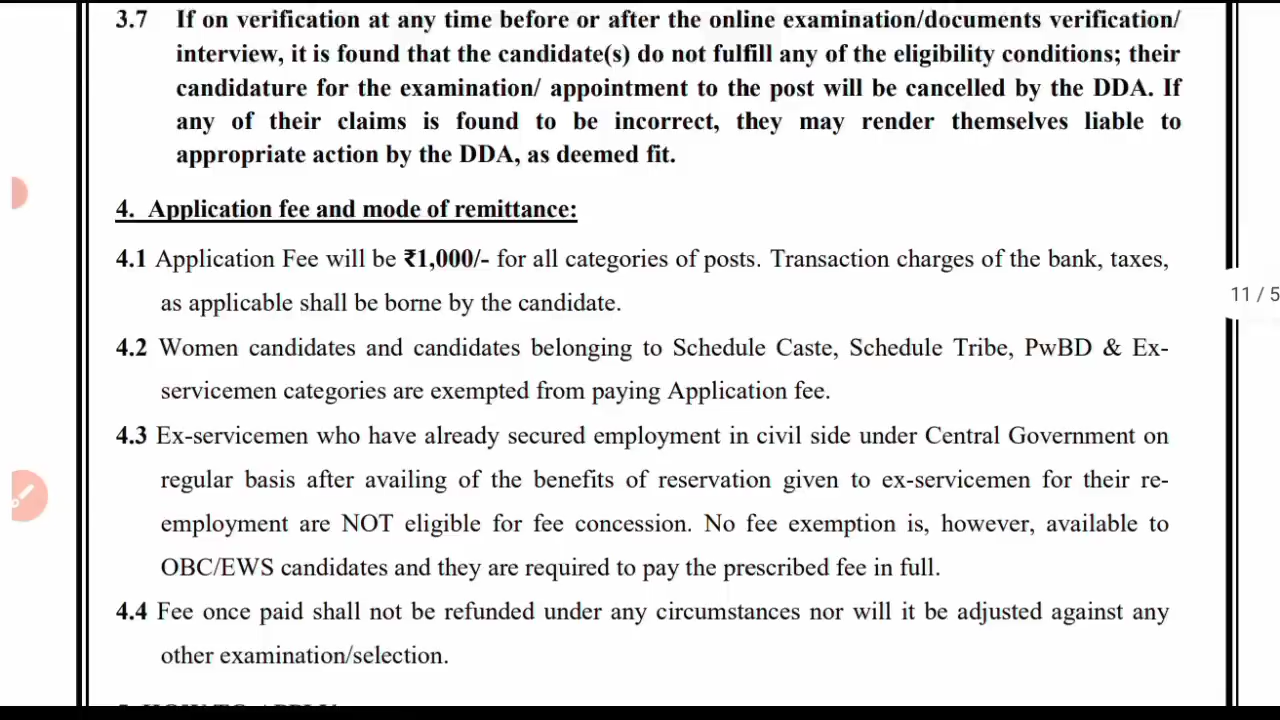 3.7 If on verification at any time before or after the online examination/documents verification/
interview, it is found that the candidate(s) do not fulfill any of the eligibility conditions; their
candidature for the examination/ appointment to the post will be cancelled by the DDA. If
any of their claims is found to be incorrect, they may render themselves liable to
appropriate action by the DDA, as deemed fit.
4. Application fee and mode of remittance:
4.1 Application Fee will be ₹1,000/- for all categories of posts. Transaction charges of the bank, taxes,
as applicable shall be borne by the candidate.
11 / 5
4.2 Women candidates and candidates belonging to Schedule Caste, Schedule Tribe, PwBD & Ex-
servicemen categories are exempted from paying Application fee.
4.3 Ex-servicemen who have already secured employment in civil side under Central Government on
regular basis after availing of the benefits of reservation given to ex-servicemen for their re-
employment are NOT eligible for fee concession. No fee exemption is, however, available to
OBC/EWS candidates and they are required to pay the prescribed fee in full.
4.4 Fee once paid shall not be refunded under any circumstances nor will it be adjusted against any
other examination/selection.